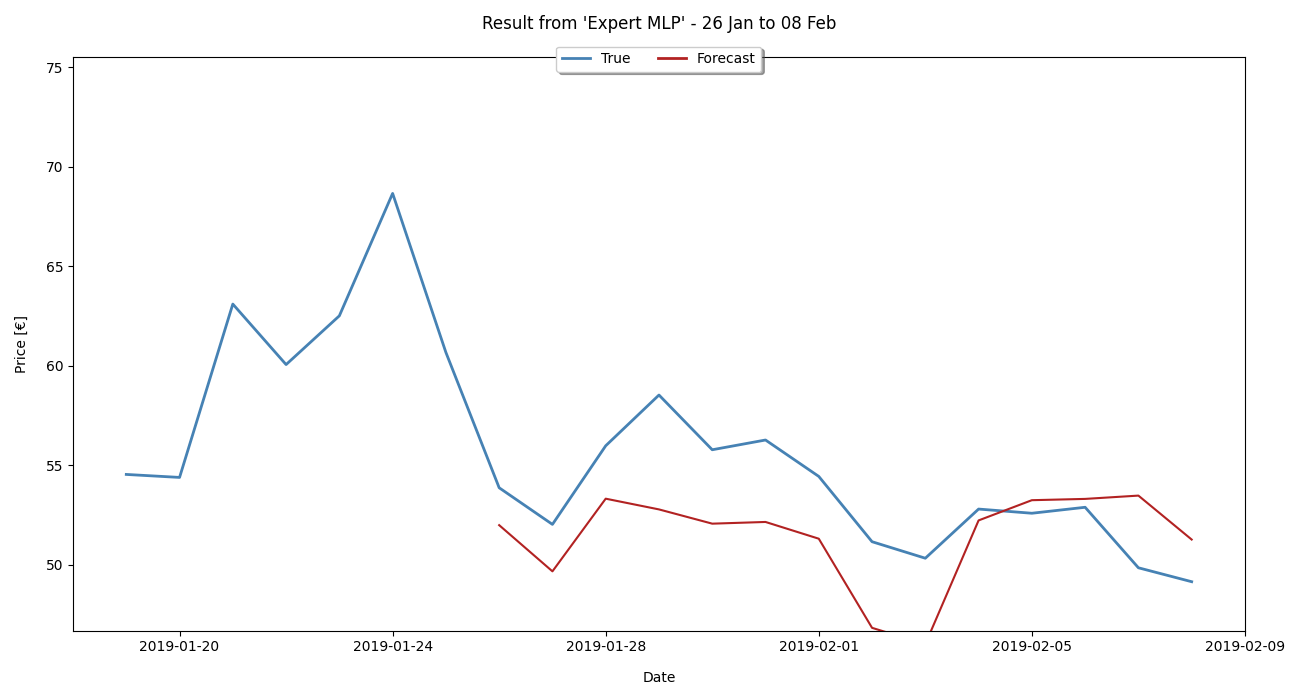 Result from 'Expert MLP' - 26 Jan to 08 Feb
True
Forecast
75
70
65
60
55
50
Price [€]
2019-01-20
2019-01-24
2019-01-28
2019-02-01
2019-02-05
2019-02-09
Date